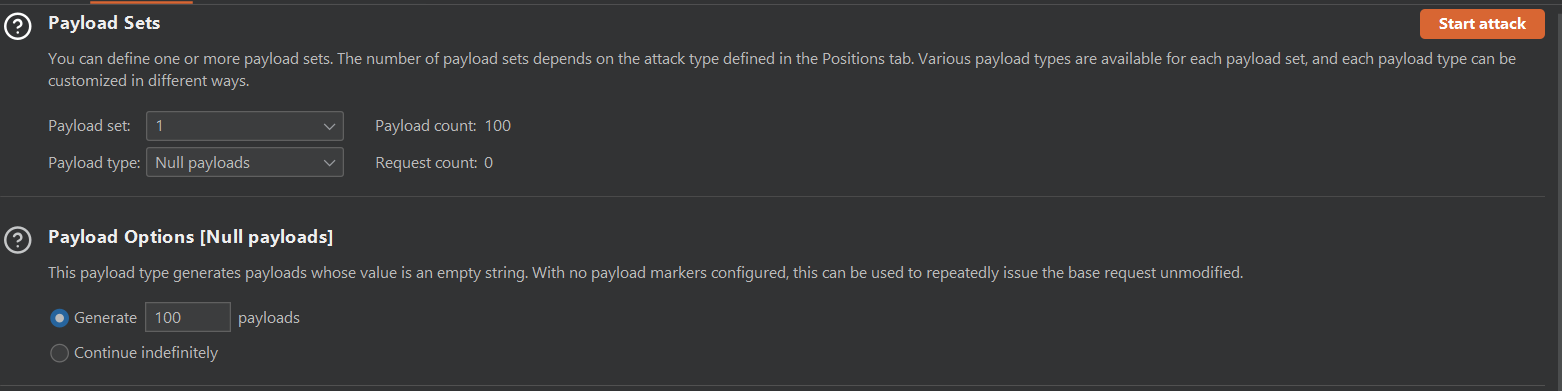 Payload Sets
Start attack
You can define one or more payload sets. The number of payload sets depends on the attack type defined in the Positions tab. Various payload types are available for each payload set, and each payload type can be
customized in different ways.
Payload set: 1 Payload count: 100
Payload type: Null payloads Request count: 0
Payload Options [Null payloads]
This payload type generates payloads whose value is an empty string. With no payload markers configured, this can be used to repeatedly issue the base request unmodified.
Generate 100 payloads
Continue indefinitely